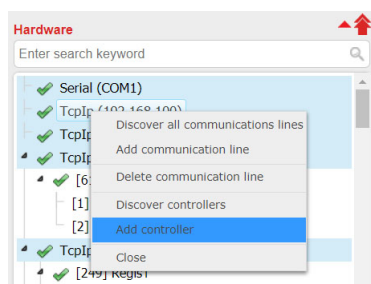 Hardware
Enter search keyword
Serial (COM1)
TcpIp (192.168.100)
TcpIp
TcpIp
[6
[1]
[2]
TcpIp
[249] Regis1
Discover all communications lines
Add communication line
Delete communication line
Discover controllers
Add controller
Close